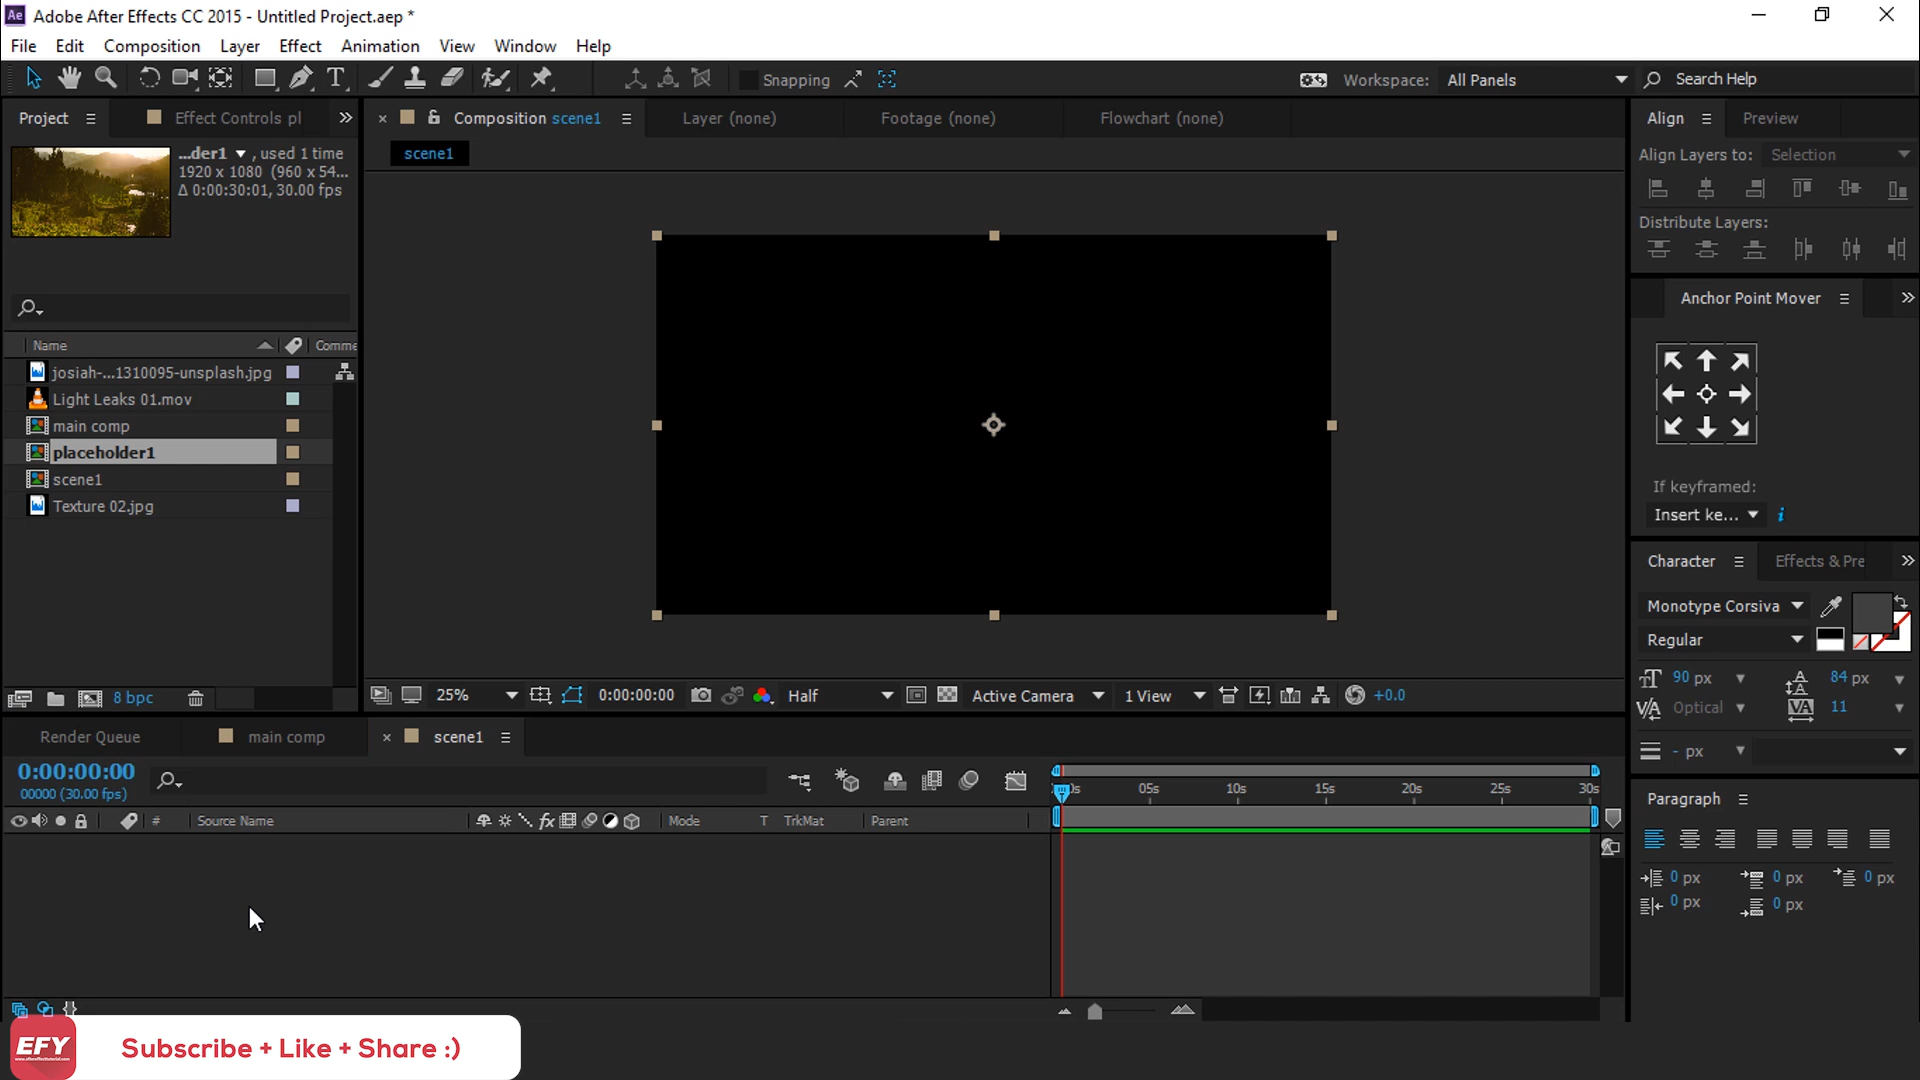 Adobe After Effects CC 2015 - Untitled Project.aep *
File Edit Composition Layer Effect Animation View Window Help
Snapping
Workspace: All Panels
Search Help
Project
Effect Controls pl
...der1 , used 1 time
1920 x 1080 (960 x 54...
Δ 0:00:30:01, 30.00 fps
Name
Comme
josiah-...1310095-unsplash.jpg
Light Leaks 01.mov
main comp
placeholder1
scene1
Texture 02.jpg
8 bpc
Composition scene1
Layer (none)
Footage (none)
Flowchart (none)
scene1
25%
0:00:00:00
Half
Active Camera
1 View
+0.0
Align
Preview
Align Layers to: Selection
Distribute Layers:
Anchor Point Mover
If keyframed:
Insert ke...
Character
Effects & Pre
Monotype Corsiva
Regular
90 px
84 px
Optical
11
- px
Paragraph
0 px
0 px
0 px
0 px
0 px
Render Queue
main comp
scene1
0:00:00:00
00000 (30.00 fps)
# Source Name
Mode T TrkMat Parent
05s 10s 15s 20s 25s 30s
EFY
Subscribe + Like + Share :)